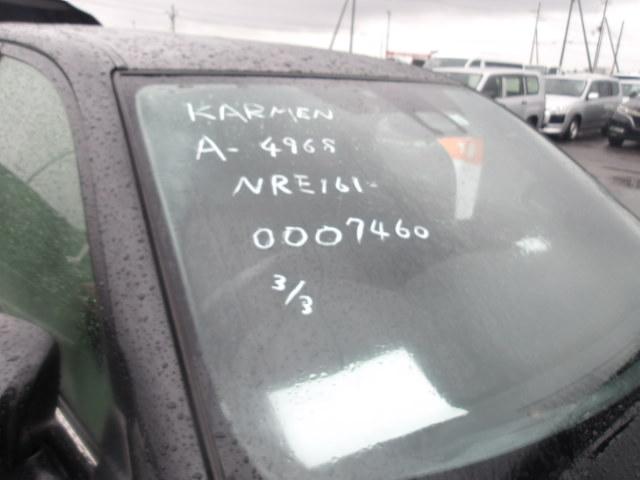 KARMEN
A-4968
NRE161-
0007460
3/3